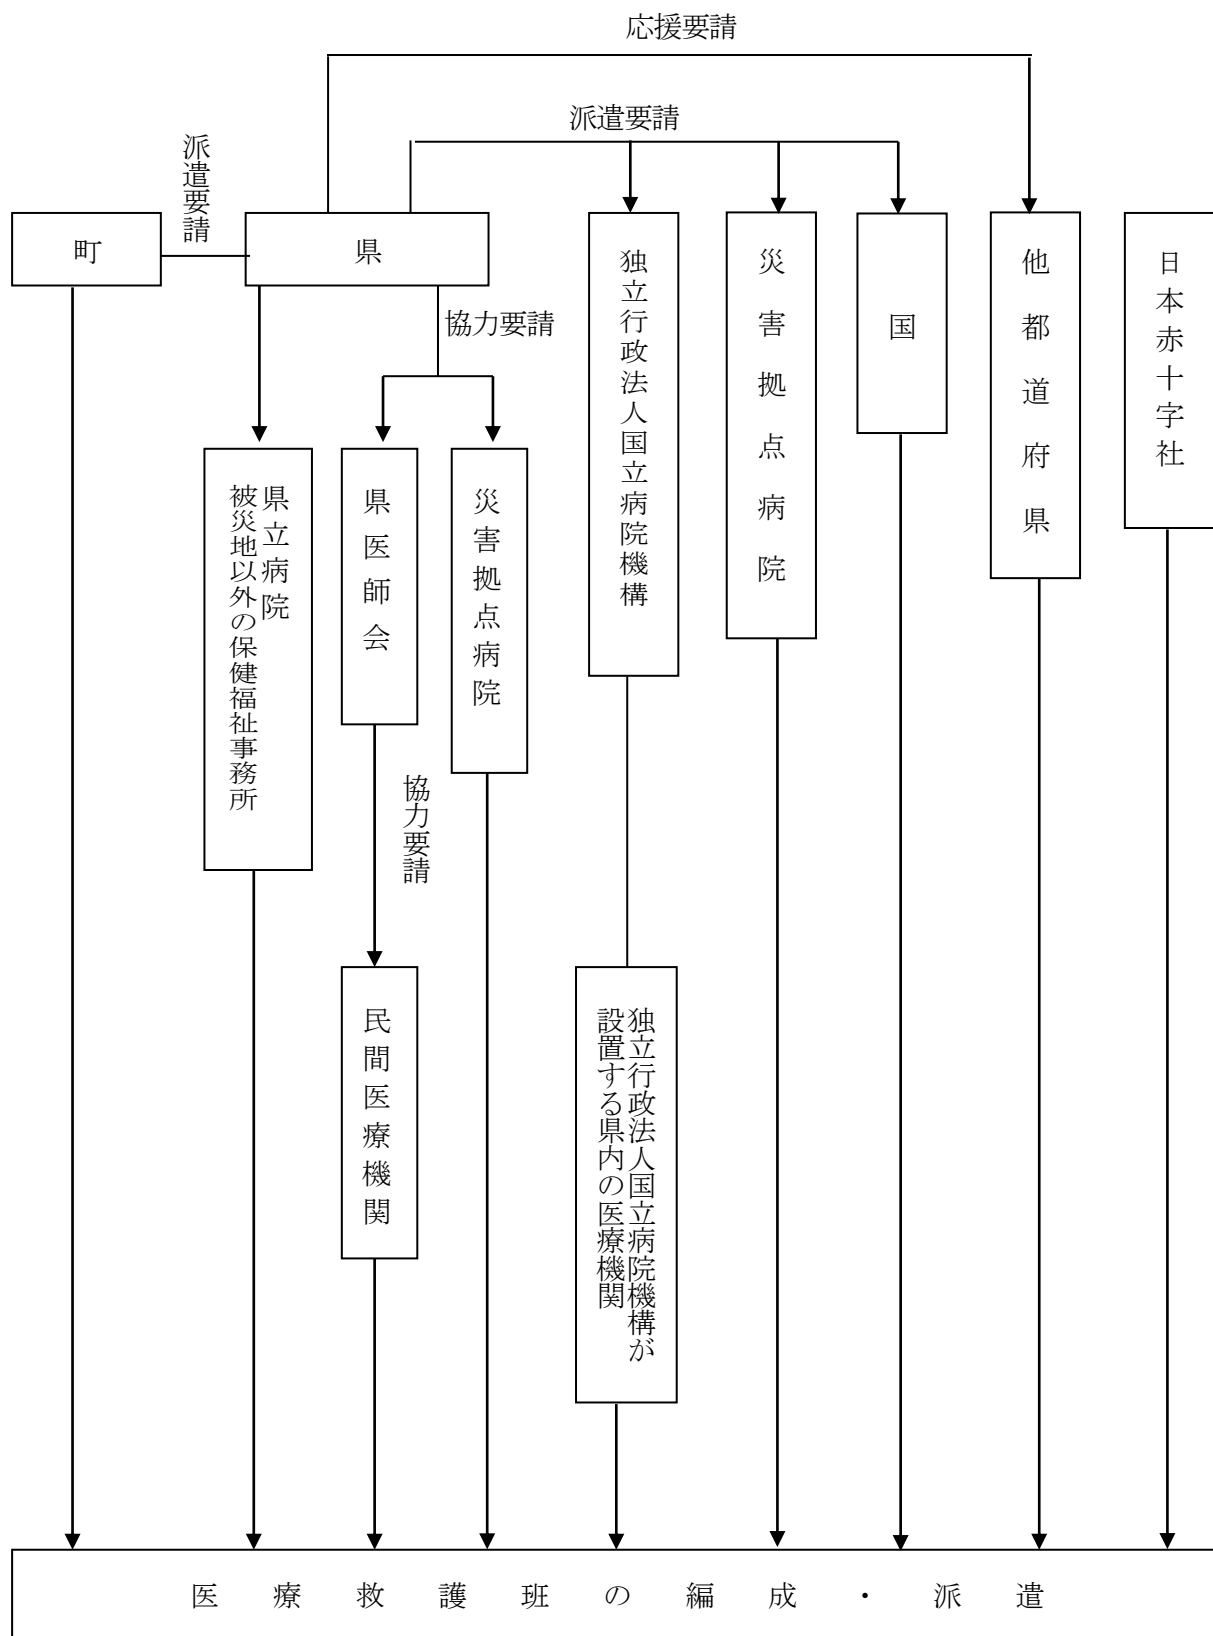 応援要請
派遣要請
派遣要請
町
県
協力要請
独立行政法人国立病院機構
災害拠点病院
国
他都道府県
日本赤十字社
県立病院
被災地以外の保健福祉事務所
県医師会
災害拠点病院
協力要請
民間医療機関
独立行政法人国立病院機構が
設置する県内の医療機関
医療救護班の編成・派遣